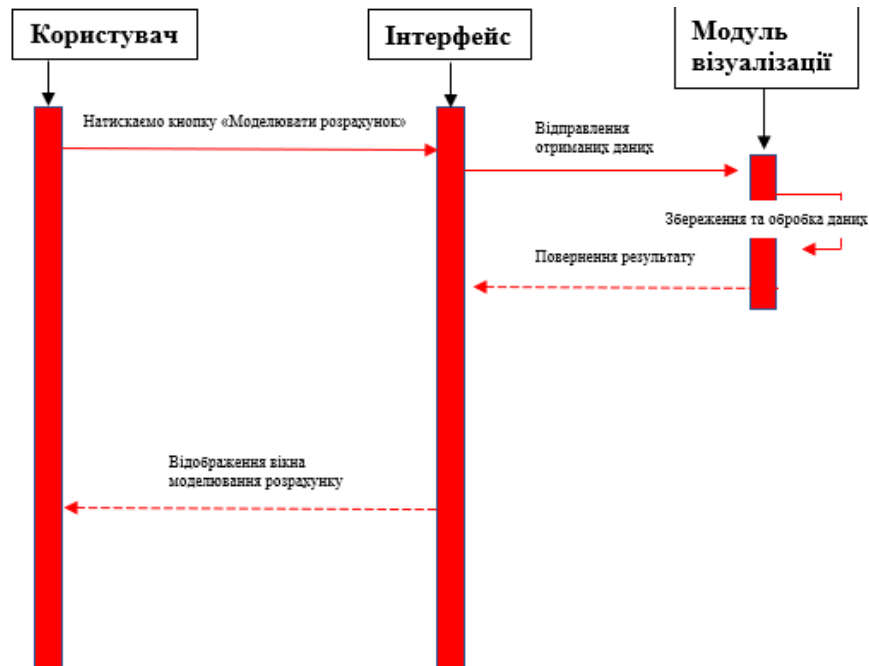 Користувач
Інтерфейс
Модуль
візуалізації
Натискаємо кнопку «Моделювати розрахунок»
Відправлення
отриманих даних
Збереження та обробка даних
Повернення результату
Відображення вікна
моделювання розрахунку